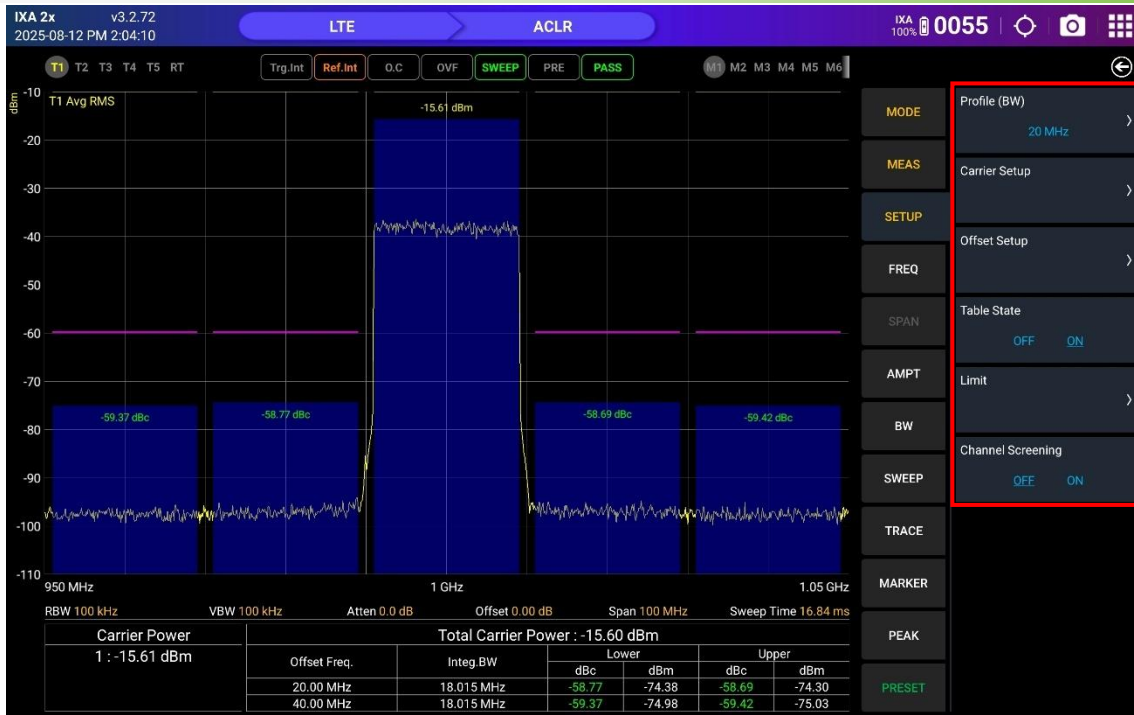 IXA 2x v3.2.72
2025-08-12 PM 2:04:10
LTE ACLR
IXA 100% 0055
T1 T2 T3 T4 T5 RT
Trg.Int Ref.Int O.C OVF SWEEP PRE PASS
M1 M2 M3 M4 M5 M6
dBm
T1 Avg RMS
-15.61 dBm
-10
-20
-30
-40
-50
-60
-70
-80
-90
-100
-110
-59.37 dBc -58.77 dBc -58.69 dBc -59.42 dBc
950 MHz 1 GHz 1.05 GHz
RBW 100 kHz VBW 100 kHz Atten 0.0 dB Offset 0.00 dB Span 100 MHz Sweep Time 16.84 ms
Carrier Power
1 : -15.61 dBm
Total Carrier Power : -15.60 dBm
Offset Freq. Integ.BW Lower Upper
dBc dBm dBc dBm
20.00 MHz 18.015 MHz -58.77 -74.38 -58.69 -74.30
40.00 MHz 18.015 MHz -59.37 -74.98 -59.42 -75.03
MODE
MEAS
SETUP
FREQ
SPAN
AMPT
BW
SWEEP
TRACE
MARKER
PEAK
PRESET
Profile (BW)
20 MHz
Carrier Setup
Offset Setup
Table State
OFF ON
Limit
Channel Screening
OFF ON